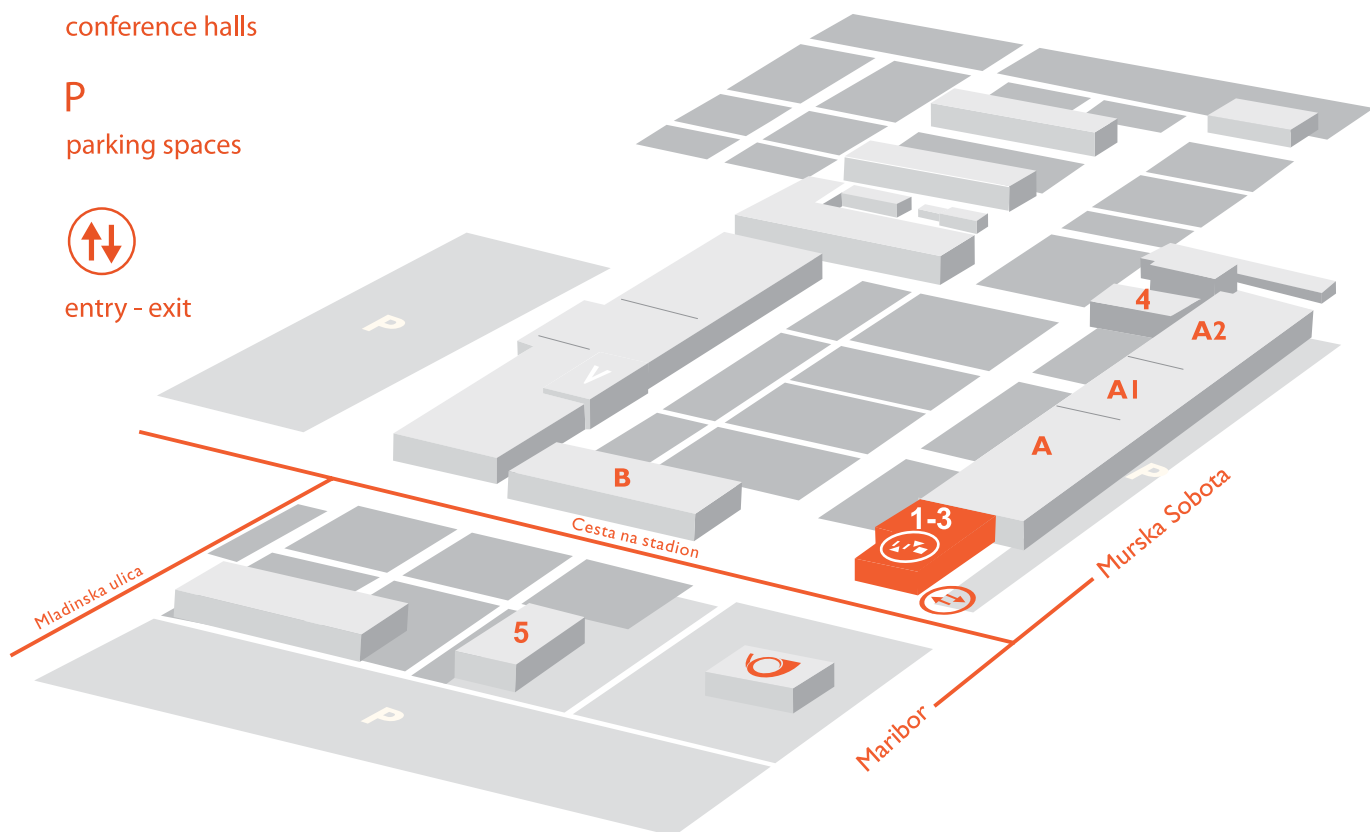 conference halls
P
parking spaces
entry - exit
P
4
A2
V
A1
A
B
P
1-3
Cesta na stadion
Murska Sobota
Mladinska ulica
5
P
Maribor